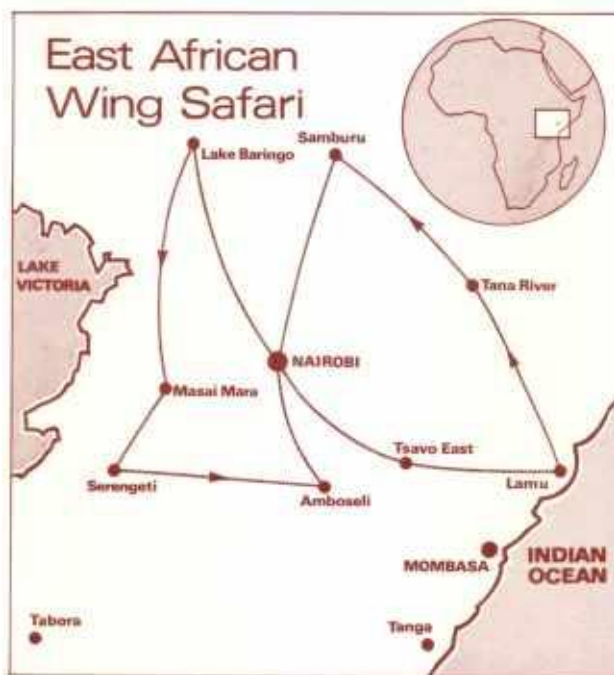 East African
Wing Safari
Samburu
Lake Baringo
LAKE
VICTORIA
Tana River
NAIROBI
Masai Mara
Tsavo East
Serengeti
Amboseli
Lamu
MOMBASA
INDIAN
OCEAN
Tabora
Tanga